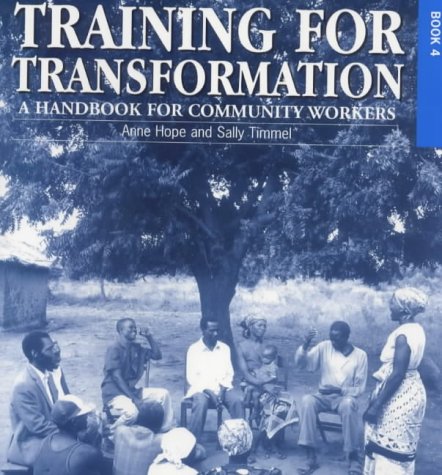 TRAINING FOR
TRANSFORMATION
A HANDBOOK FOR COMMUNITY WORKERS
Anne Hope and Sally Timmel
BOOK 4